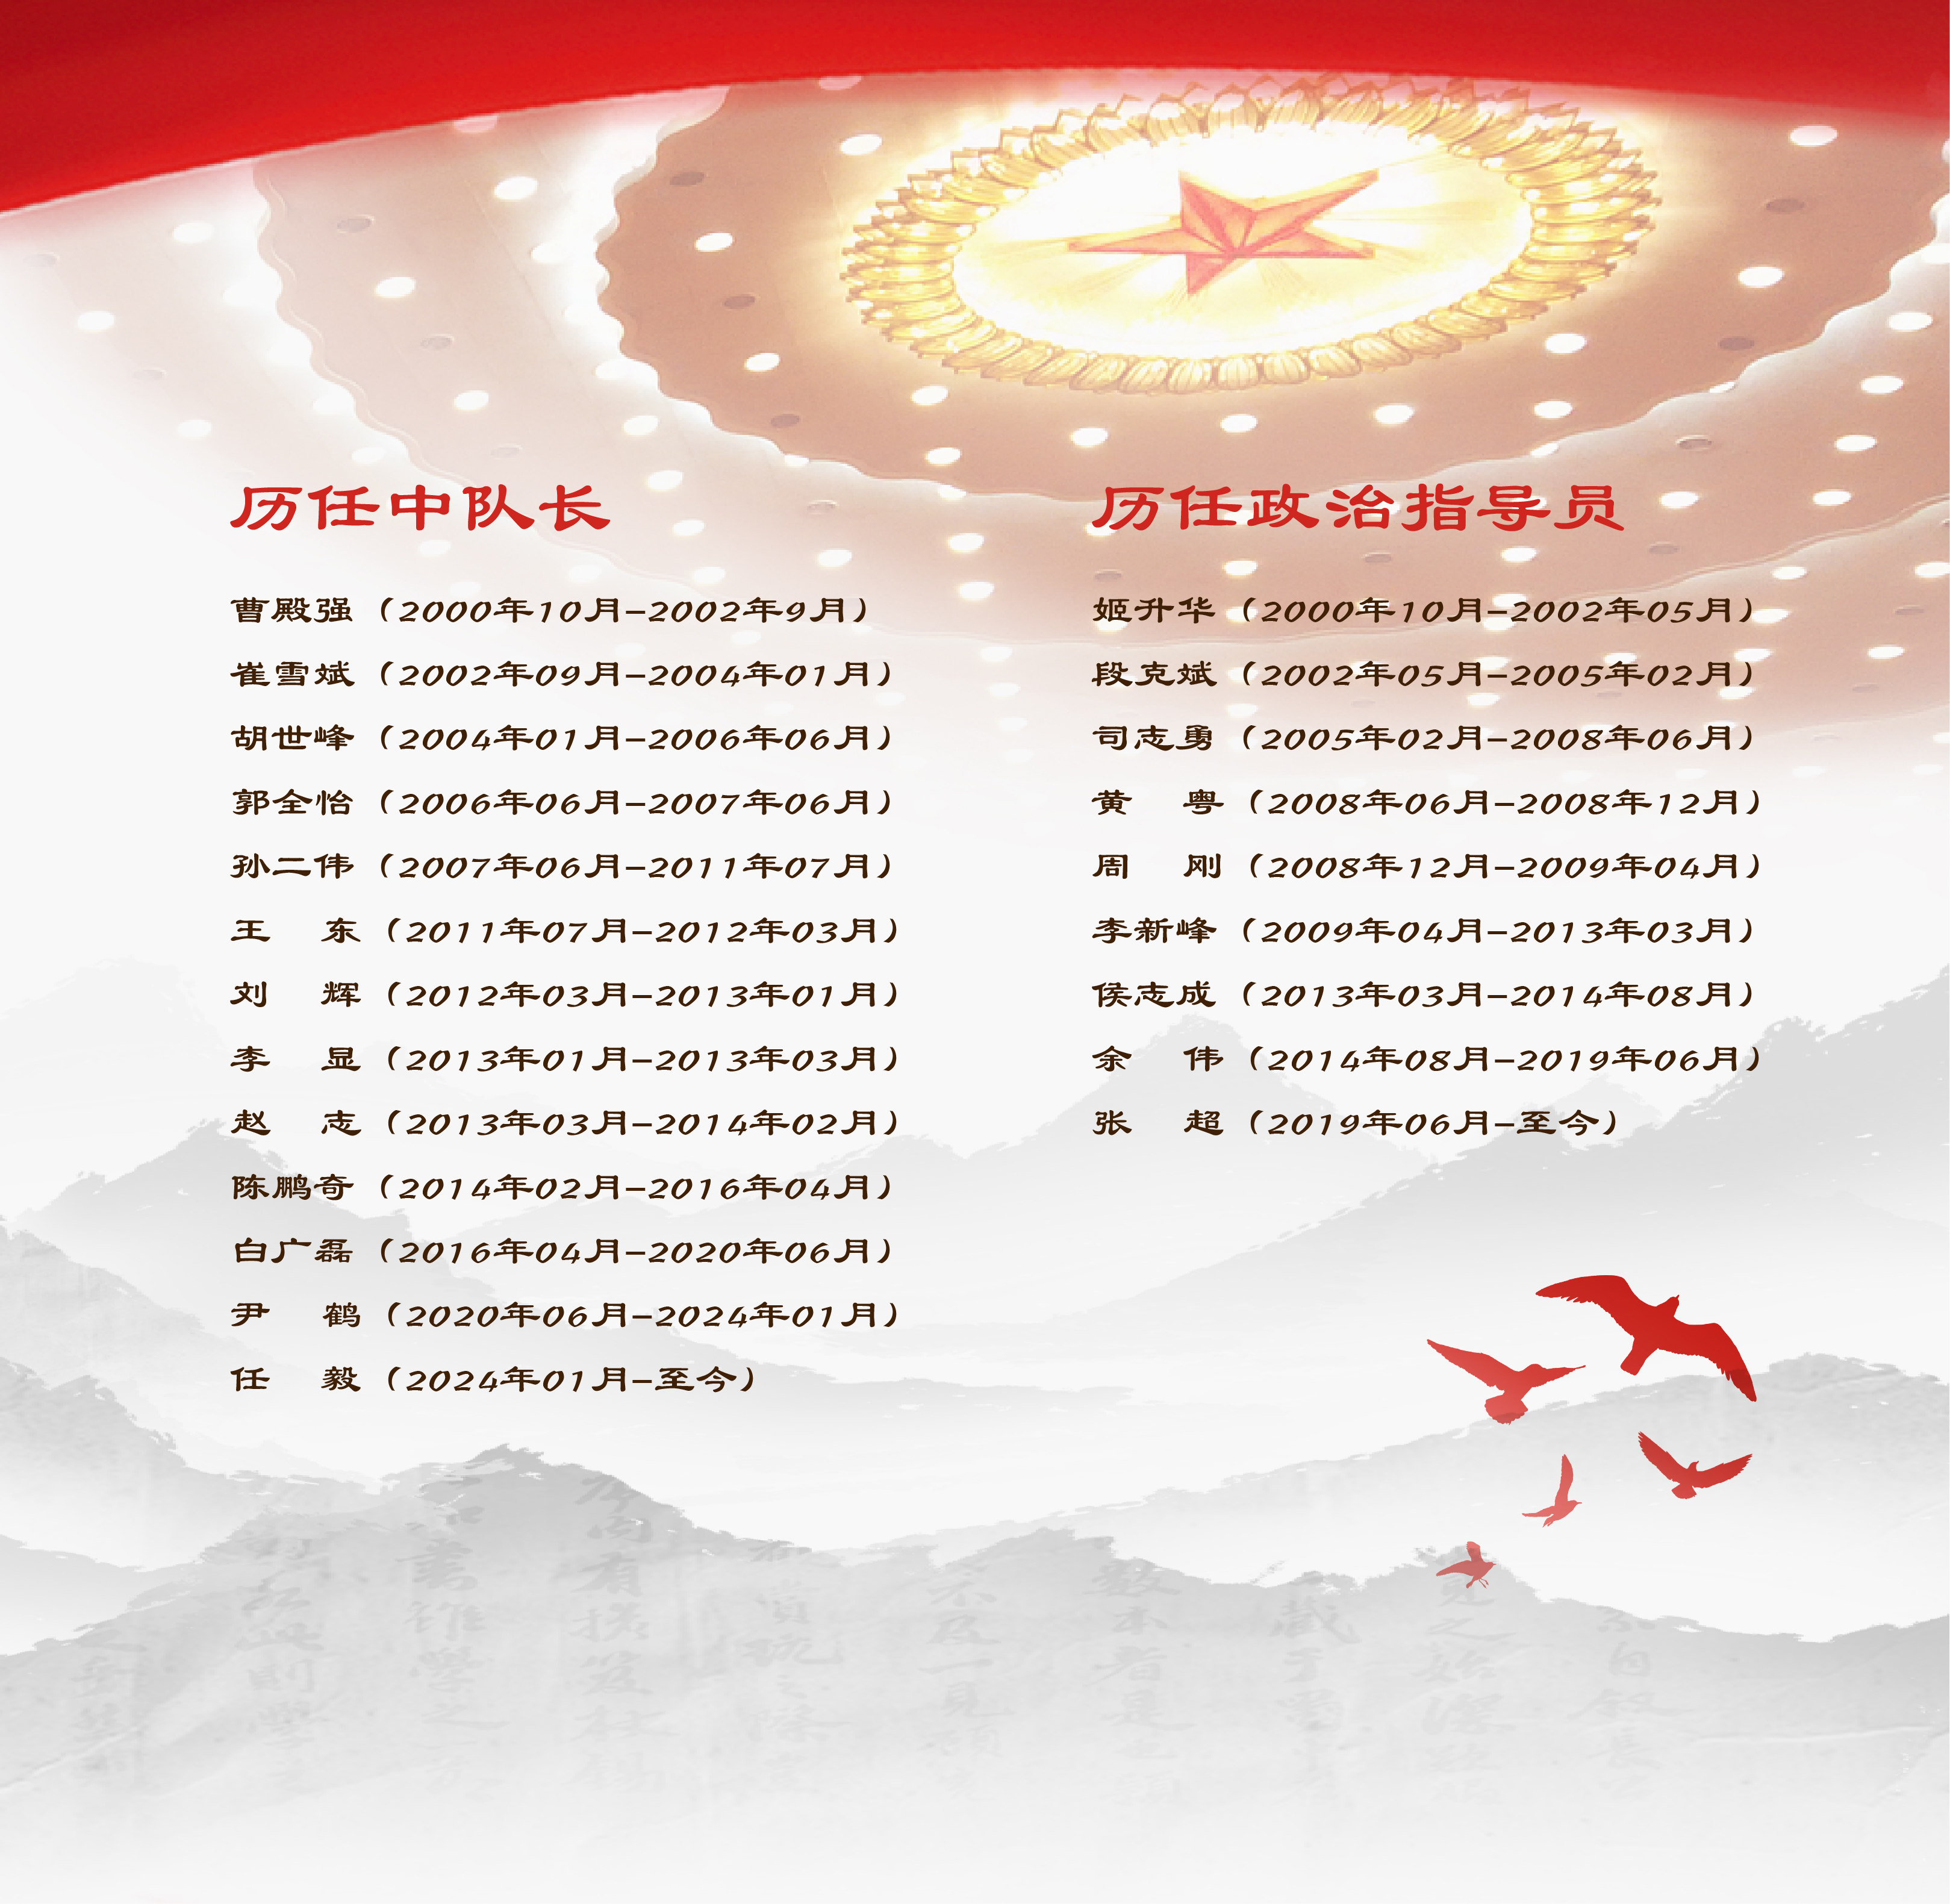 历任中队长
曹殿强（2000年10月-2002年9月）
崔雪斌（2002年09月-2004年01月）
胡世峰（2004年01月-2006年06月）
郭全怡（2006年06月-2007年06月）
孙二伟（2007年06月-2011年07月）
王 东（2011年07月-2012年03月）
刘 辉（2012年03月-2013年01月）
李 显（2013年01月-2013年03月）
赵 志（2013年03月-2014年02月）
陈鹏奇（2014年02月-2016年04月）
白广磊（2016年04月-2020年06月）
尹 鹤（2020年06月-2024年01月）
任 毅（2024年01月-至今）
历任政治指导员
姬升华（2000年10月-2002年05月）
段克斌（2002年05月-2005年02月）
司志勇（2005年02月-2008年06月）
黄 粤（2008年06月-2008年12月）
周 刚（2008年12月-2009年04月）
李新峰（2009年04月-2013年03月）
侯志成（2013年03月-2014年08月）
余 伟（2014年08月-2019年06月）
张 超（2019年06月-至今）